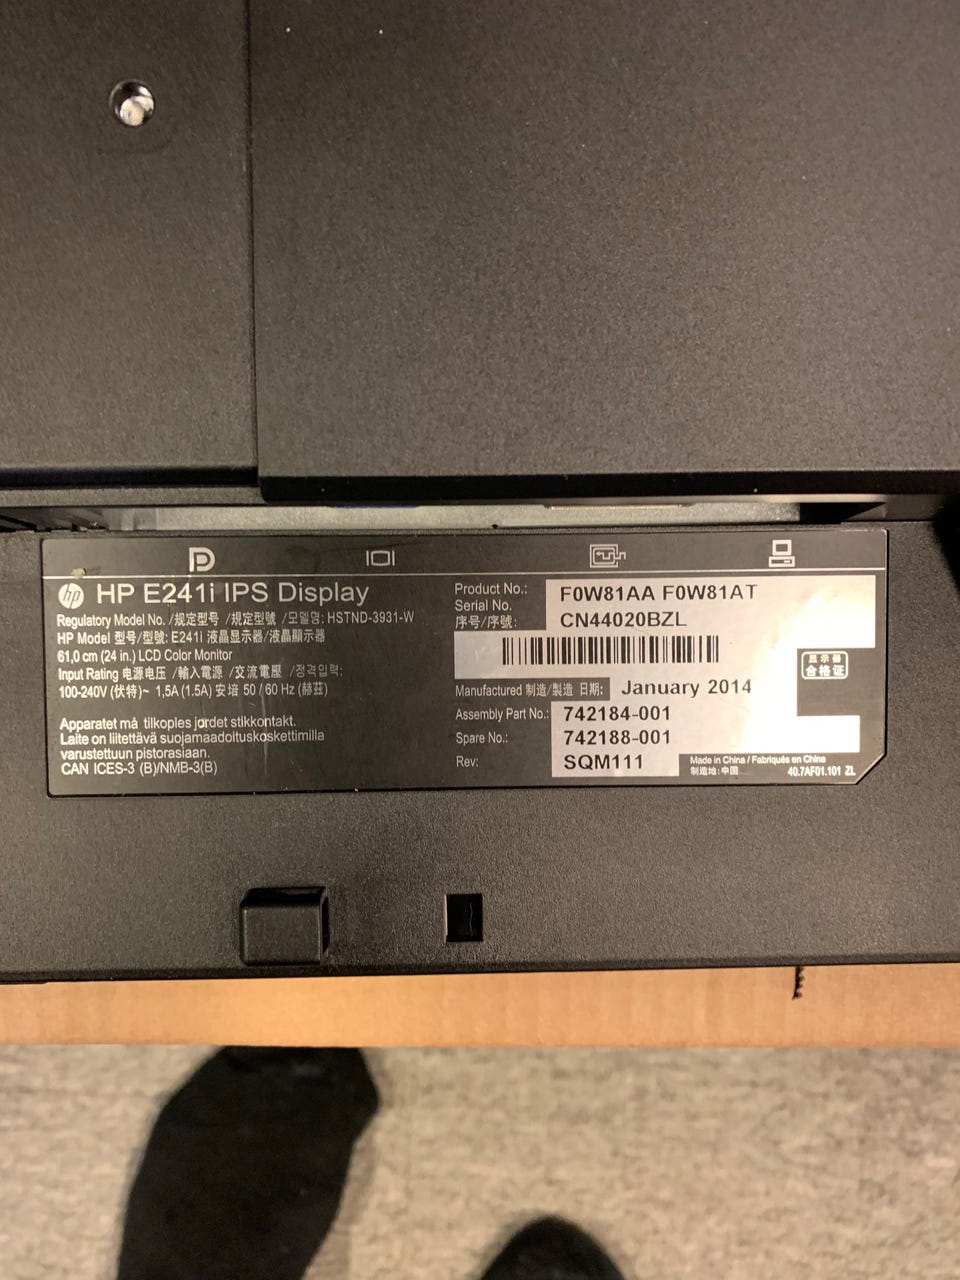 hp HP E241i IPS Display
Regulatory Model No. /规定型号 /規定型號 /모델명: HSTND-3931-W
HP Model 型号/型號: E241i 液晶显示器/液晶顯示器
61,0 cm (24 in.) LCD Color Monitor
Input Rating 电源电压 /輸入電源 /交流電壓 /정격입력:
100-240V (伏特)~ 1,5A (1.5A) 安培 50 / 60 Hz (赫茲)
Apparatet må tilkoples jordet stikkontakt.
Laite on liitettävä suojamaadoituskoskettimilla
varustettuun pistorasiaan.
CAN ICES-3 (B)/NMB-3(B)
Product No.: F0W81AA F0W81AT
Serial No.
序号/序號: CN44020BZL
显示器
合格证
Manufactured 制造/製造 日期: January 2014
Assembly Part No.: 742184-001
Spare No.: 742188-001
Rev: SQM111
Made in China / Fabriqués en Chine
制造地: 中国 40.7AF01.101 ZL